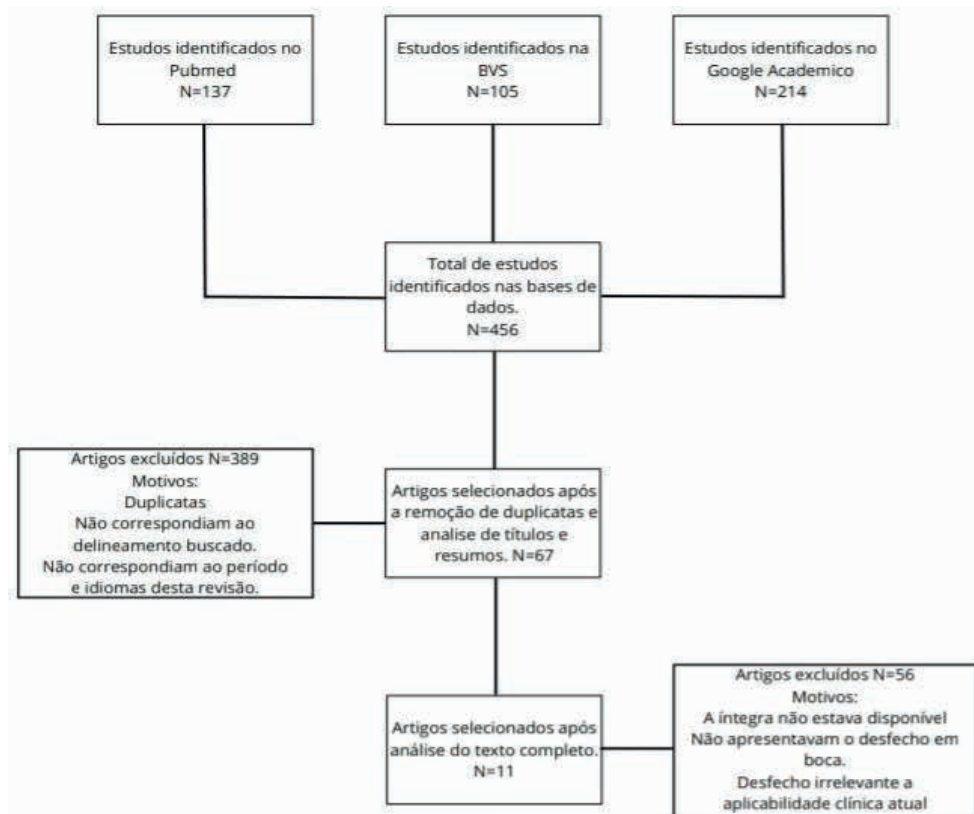 Estudos identificados no
Pubmed
N=137
Estudos identificados na
BVS
N=105
Estudos identificados no
Google Academico
N=214
Total de estudos
identificados nas bases de
dados.
N=456
Artigos excluídos N=389
Motivos:
Duplicatas
Não correspondiam ao
delineamento buscado.
Não correspondiam ao período
e idiomas desta revisão.
Artigos selecionados após
a remoção de duplicatas e
analise de títulos e
resumos. N=67
Artigos selecionados após
análise do texto completo.
N=11
Artigos excluídos N=56
Motivos:
A íntegra não estava disponível
Não apresentavam o desfecho em
boca.
Desfecho irrelevante a
aplicabilidade clínica atual